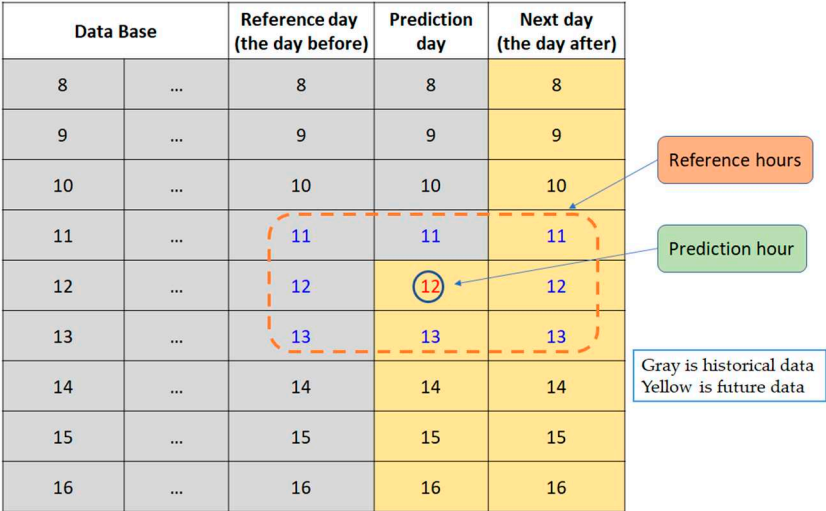 Data Base Reference day (the day before) Prediction day Next day (the day after)
8 ... 8 8 8
9 ... 9 9 9
10 ... 10 10 10
11 ... 11 11 11
12 ... 12 12 12
13 ... 13 13 13
14 ... 14 14 14
15 ... 15 15 15
16 ... 16 16 16
Reference hours
Prediction hour
Gray is historical data
Yellow is future data